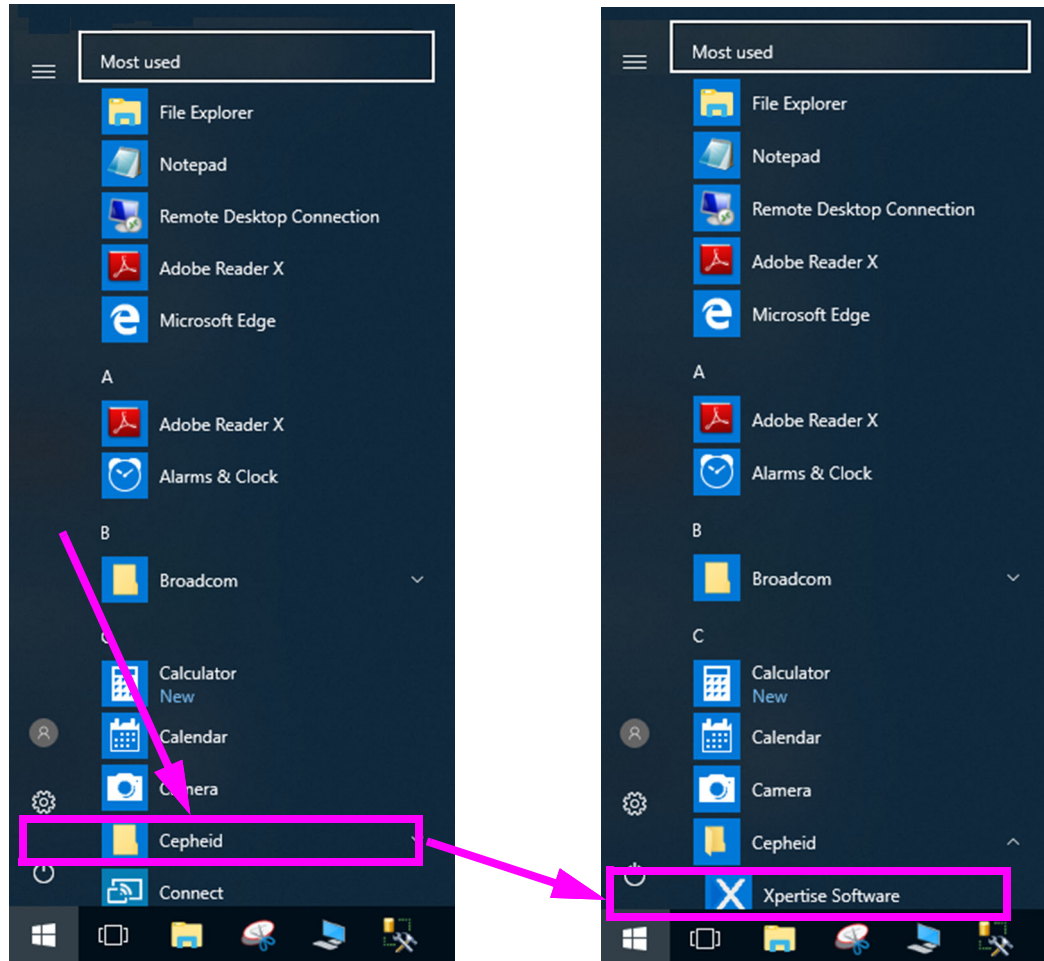 Most used
File Explorer
Notepad
Remote Desktop Connection
Adobe Reader X
Microsoft Edge
A
Adobe Reader X
Alarms & Clock
B
Broadcom
C
Calculator
New
Calendar
Camera
Cepheid
Connect
Most used
File Explorer
Notepad
Remote Desktop Connection
Adobe Reader X
Microsoft Edge
A
Adobe Reader X
Alarms & Clock
B
Broadcom
C
Calculator
New
Calendar
Camera
Cepheid
Xpertise Software